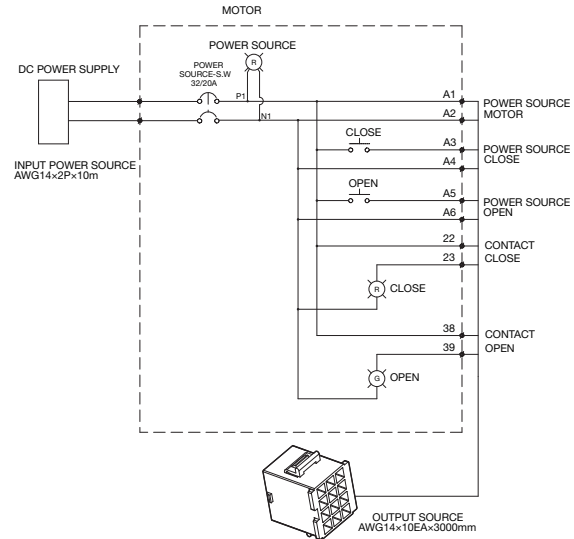 MOTOR
POWER SOURCE
R
DC POWER SUPPLY
POWER
SOURCE-S.W
32/20A
P1
N1
A1
A2
POWER SOURCE
MOTOR
CLOSE
A3
A4
POWER SOURCE
CLOSE
INPUT POWER SOURCE
AWG14×2P×10m
OPEN
A5
A6
POWER SOURCE
OPEN
22
23
CONTACT
CLOSE
R
CLOSE
38
39
CONTACT
OPEN
G
OPEN
OUTPUT SOURCE
AWG14×10EA×3000mm